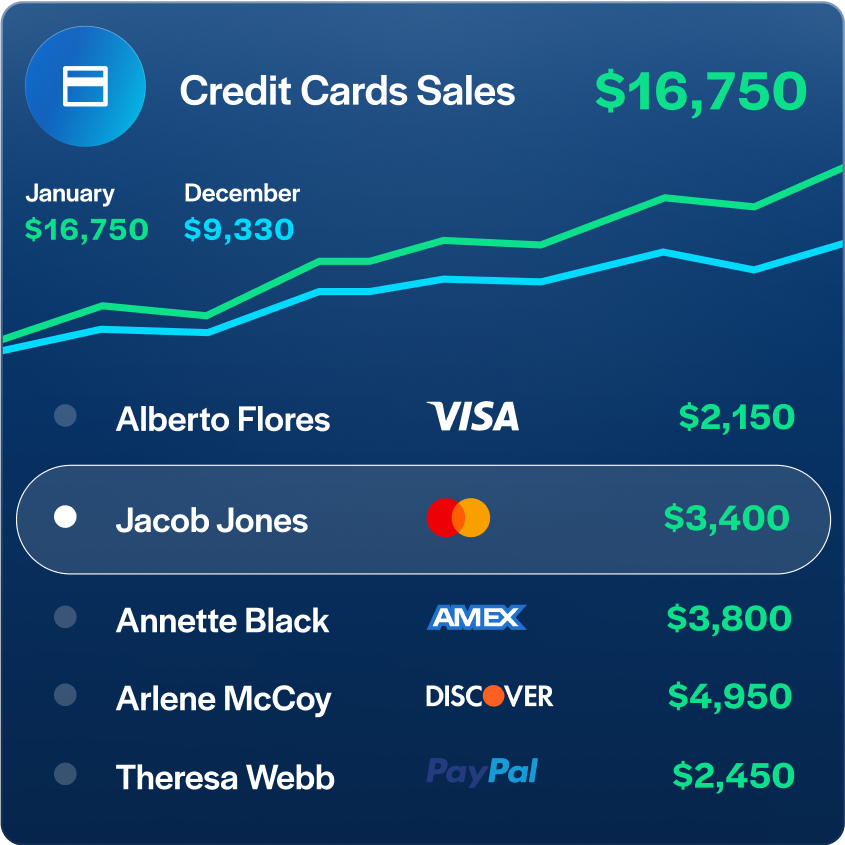 Credit Cards Sales $16,750
January December
$16,750 $9,330
Alberto Flores VISA $2,150
Jacob Jones $3,400
Annette Black AMEX $3,800
Arlene McCoy DISCOVER $4,950
Theresa Webb PayPal $2,450